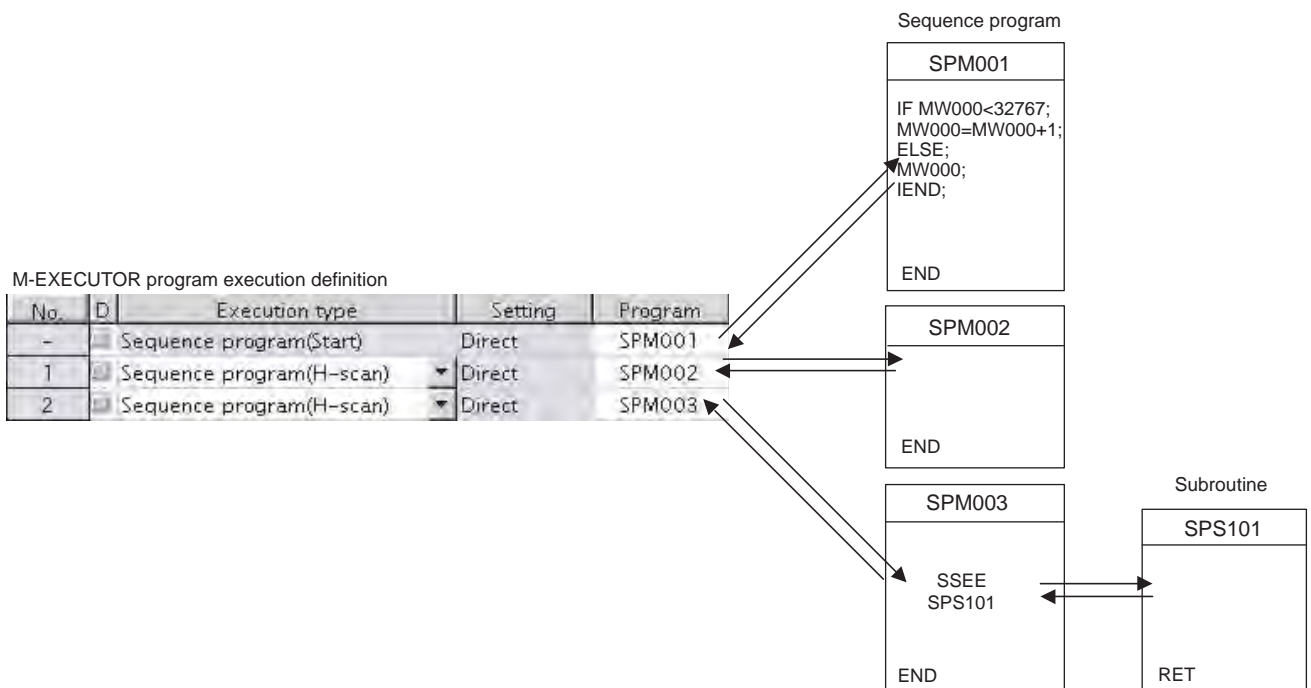 Sequence program
SPM001
IF MW000<32767;
MW000=MW000+1;
ELSE;
MW000;
IEND;
END
M-EXECUTOR program execution definition
No. D Execution type Setting Program
- Sequence program(Start) Direct SPM001
1 Sequence program(H-scan) Direct SPM002
2 Sequence program(H-scan) Direct SPM003
SPM002
END
SPM003
SSEE
SPS101
END
Subroutine
SPS101
RET